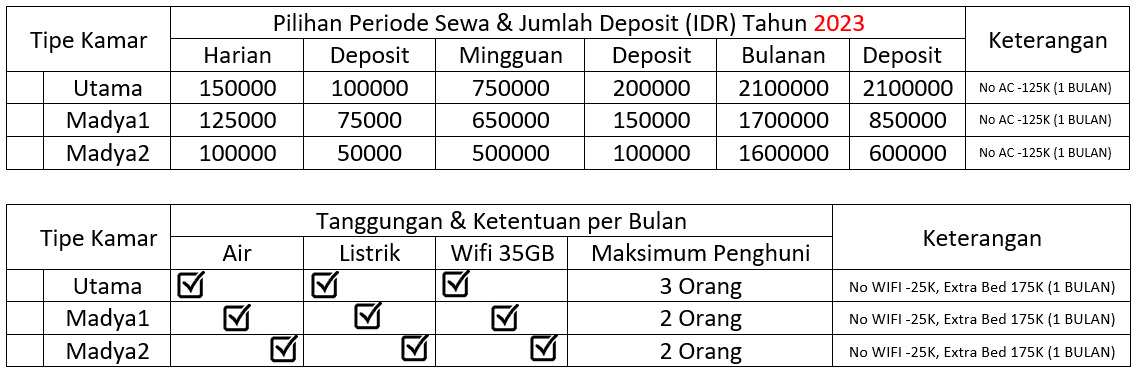 Tipe Kamar Pilihan Periode Sewa & Jumlah Deposit (IDR) Tahun 2023 Keterangan
Harian Deposit Mingguan Deposit Bulanan Deposit
Utama 150000 100000 750000 200000 2100000 2100000 No AC -125K (1 BULAN)
Madya1 125000 75000 650000 150000 1700000 850000 No AC -125K (1 BULAN)
Madya2 100000 50000 500000 100000 1600000 600000 No AC -125K (1 BULAN)
Tipe Kamar Tanggungan & Ketentuan per Bulan Keterangan
Air Listrik Wifi 35GB Maksimum Penghuni
Utama 3 Orang No WIFI -25K, Extra Bed 175K (1 BULAN)
Madya1 2 Orang No WIFI -25K, Extra Bed 175K (1 BULAN)
Madya2 2 Orang No WIFI -25K, Extra Bed 175K (1 BULAN)